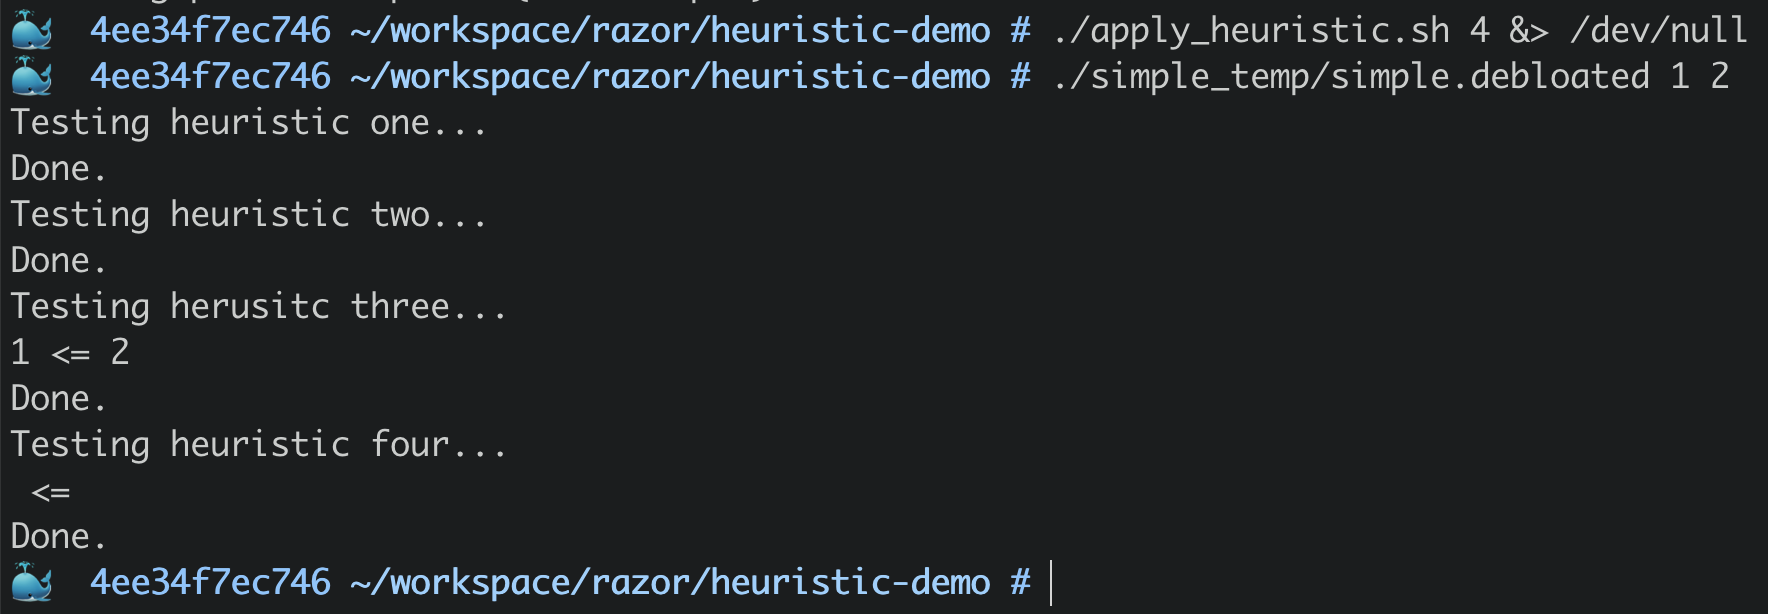 4ee34f7ec746 ~/workspace/razor/heuristic-demo # ./apply_heuristic.sh 4 &> /dev/null
4ee34f7ec746 ~/workspace/razor/heuristic-demo # ./simple_temp/simple.debloated 1 2
Testing heuristic one...
Done.
Testing heuristic two...
Done.
Testing herusitc three...
1 <= 2
Done.
Testing heuristic four...
 <=
Done.
4ee34f7ec746 ~/workspace/razor/heuristic-demo #